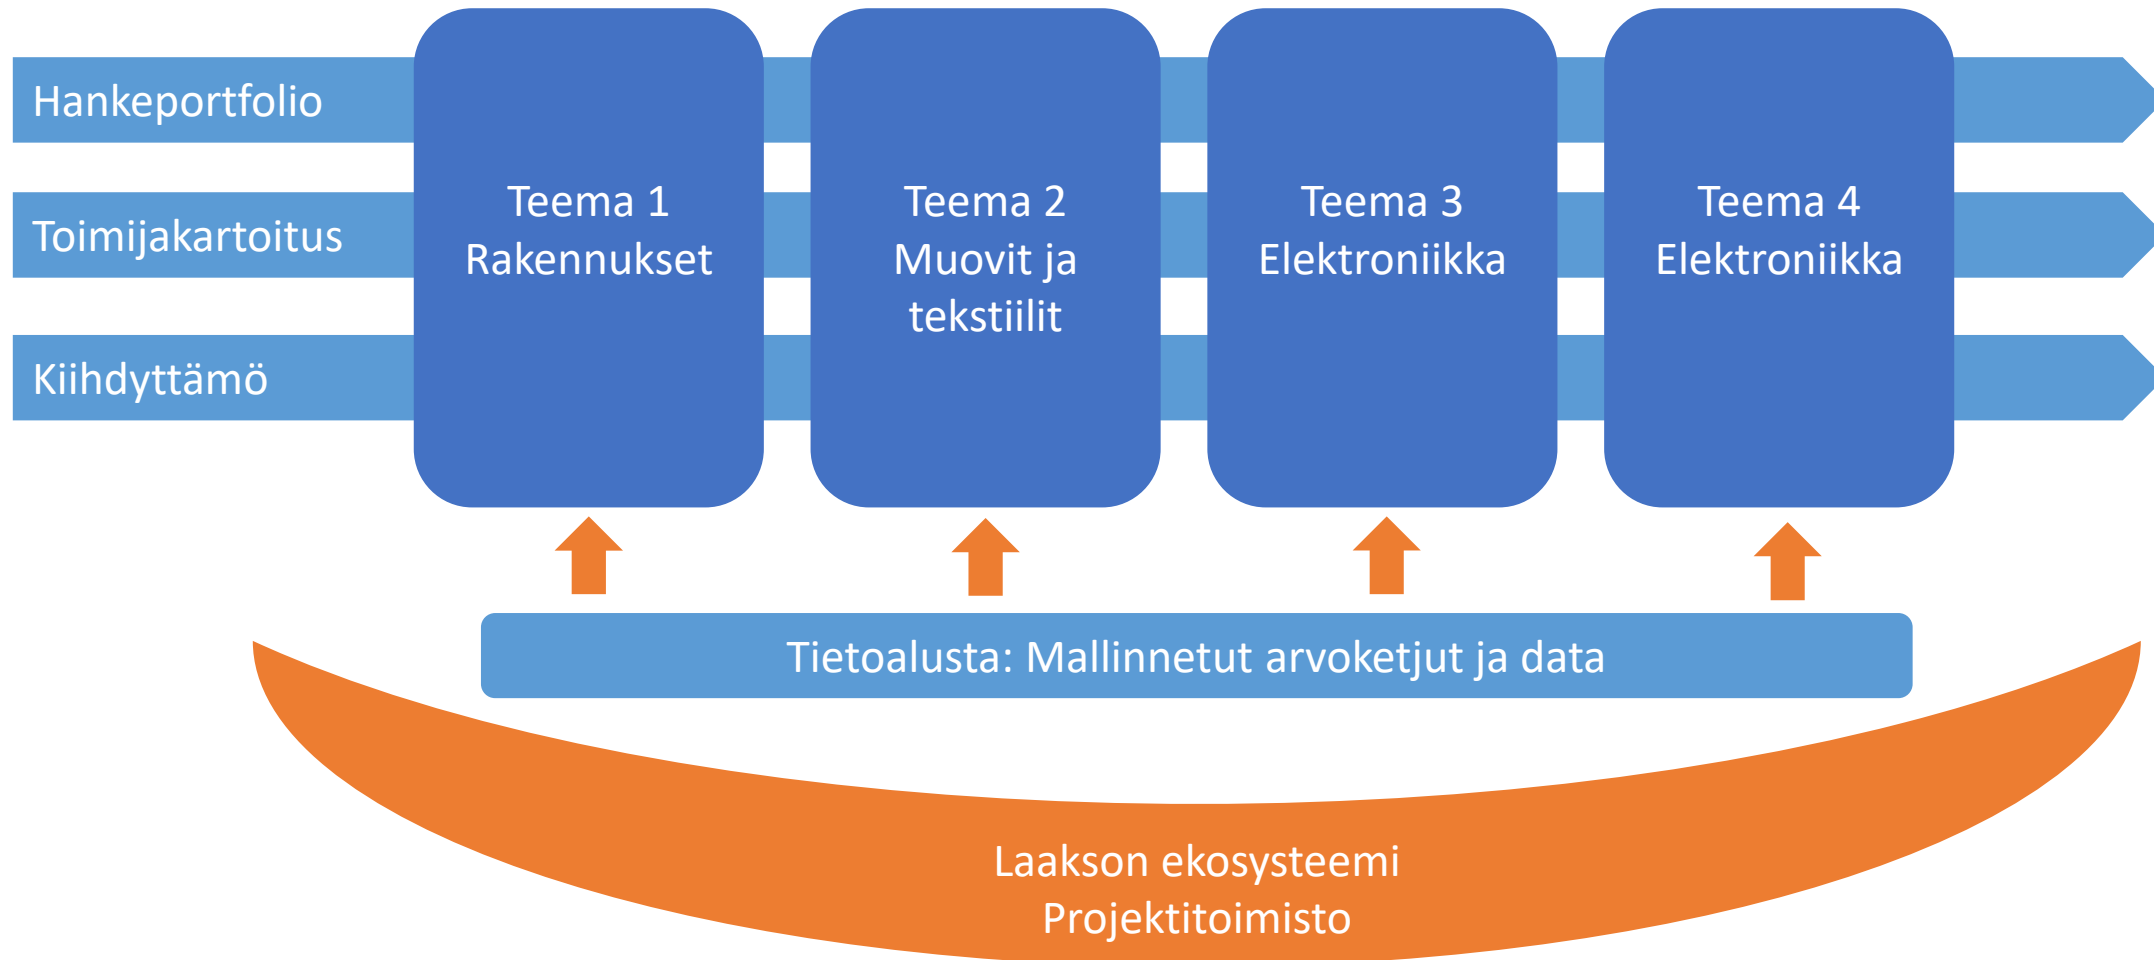 Hankeportfolio
Toimijakartoitus
Kiihdyttämö
Teema 1
Rakennukset
Teema 2
Muovit ja
tekstiilit
Teema 3
Elektroniikka
Teema 4
Elektroniikka
Tietoalusta: Mallinnetut arvoketjut ja data
Laakson ekosysteemi
Projektitoimisto